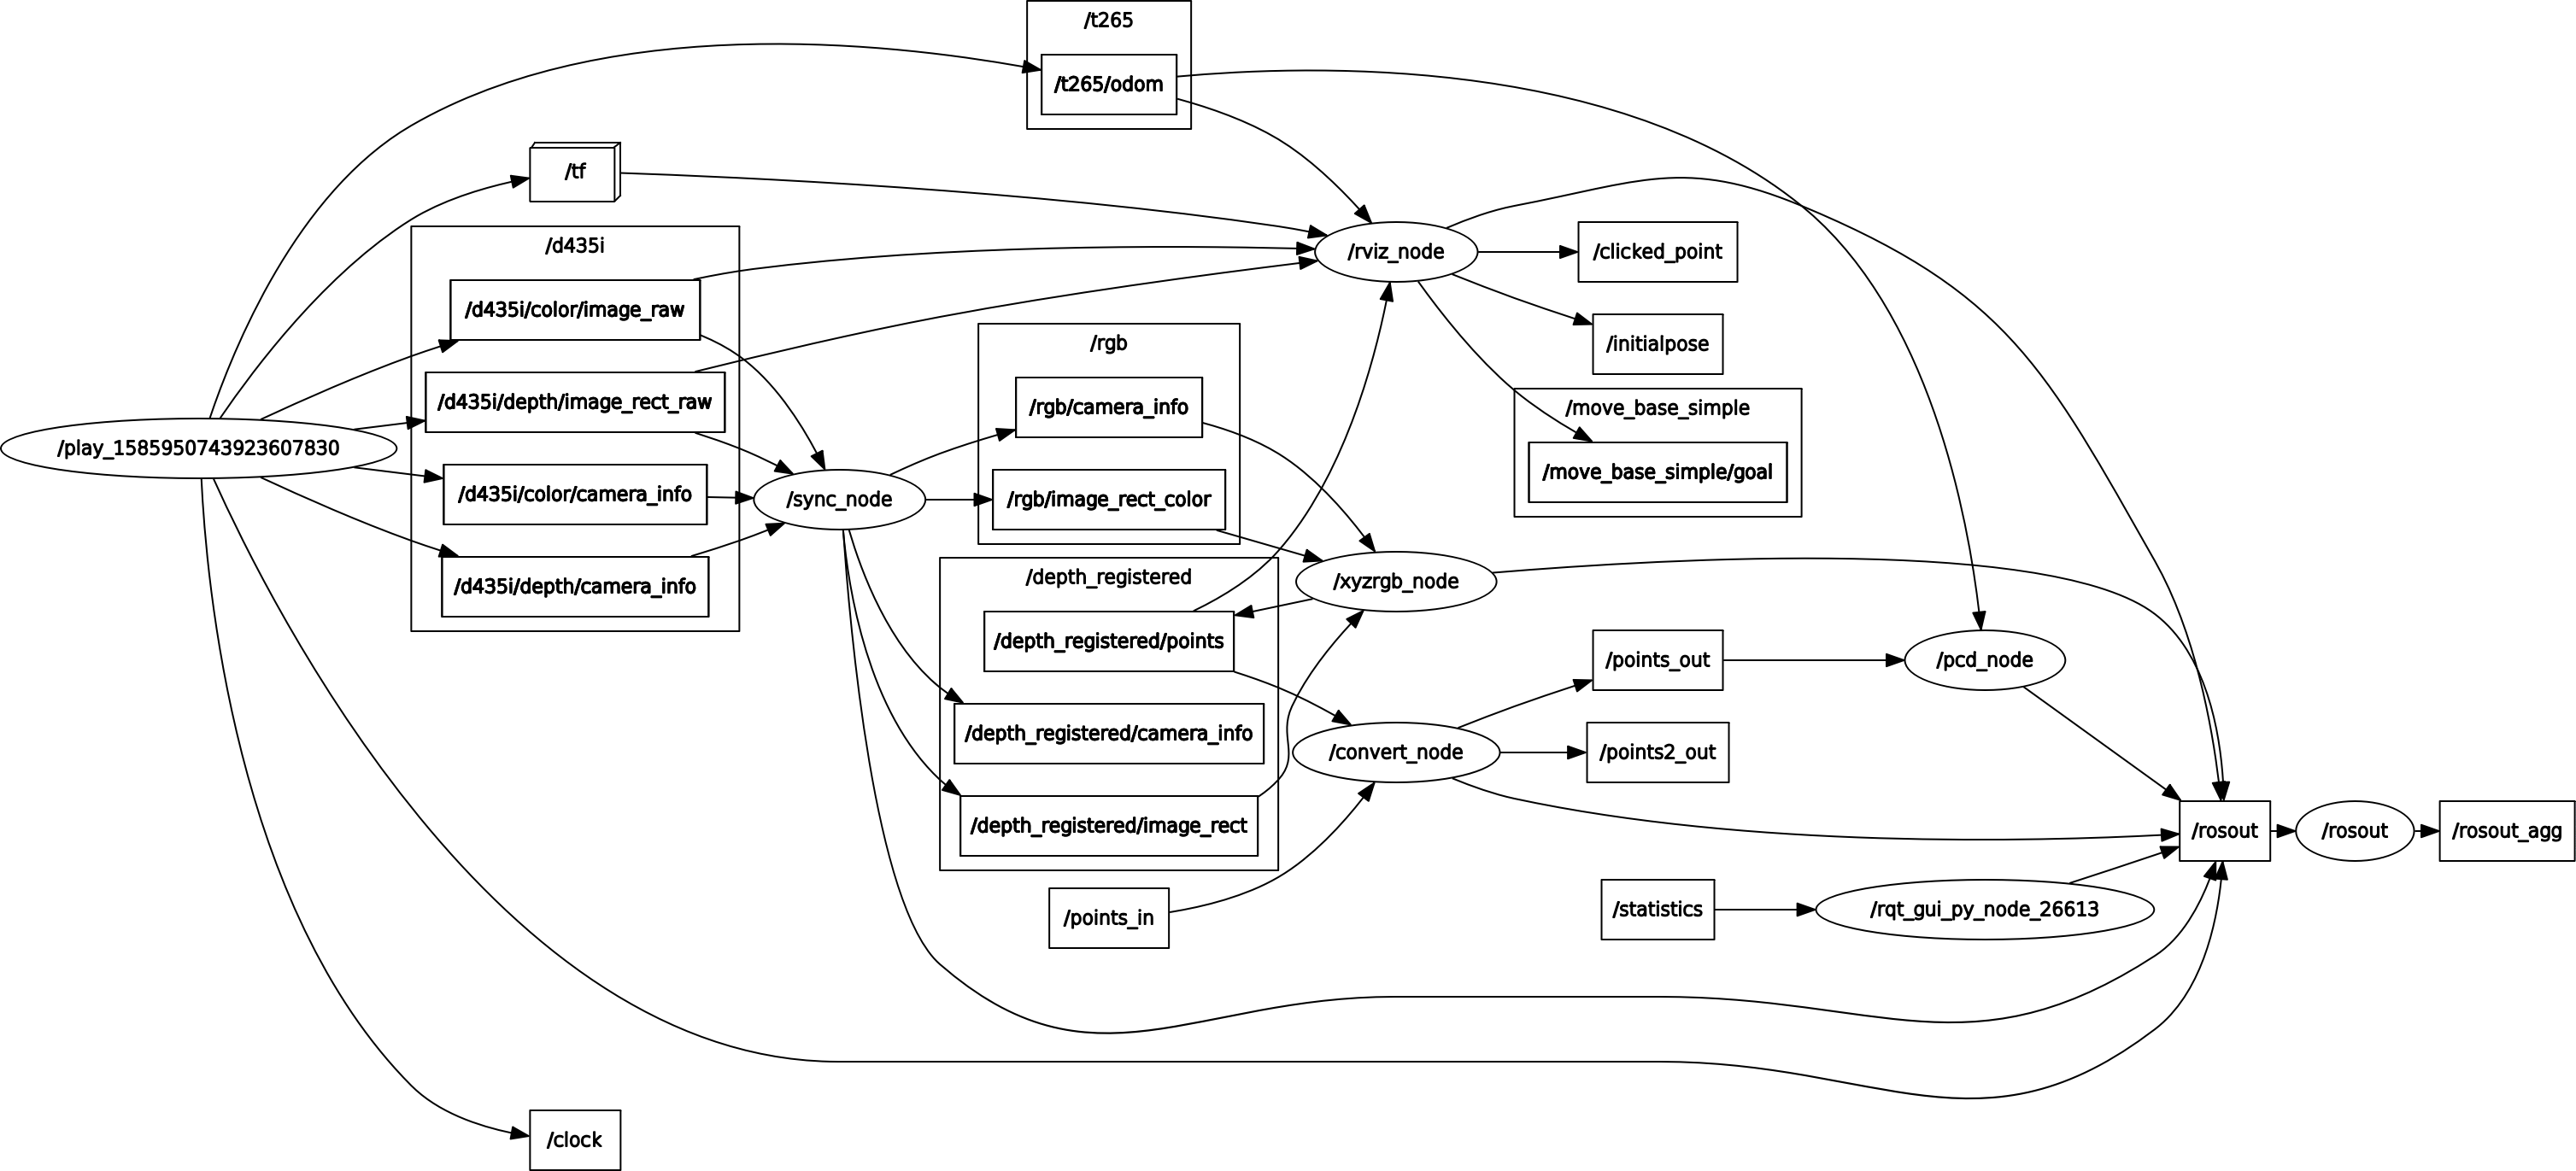 /t265
/t265/odom
/tf
/d435i
/rviz_node
/clicked_point
/d435i/color/image_raw
/initialpose
/rgb
/d435i/depth/image_rect_raw
/rgb/camera_info
/move_base_simple
/play_1585950743923607830
/move_base_simple/goal
/d435i/color/camera_info
/sync_node
/rgb/image_rect_color
/d435i/depth/camera_info
/depth_registered
/xyzrgb_node
/depth_registered/points
/points_out
/pcd_node
/depth_registered/camera_info
/convert_node
/points2_out
/depth_registered/image_rect
/rosout
/rosout
/rosout_agg
/points_in
/statistics
/rqt_gui_py_node_26613
/clock